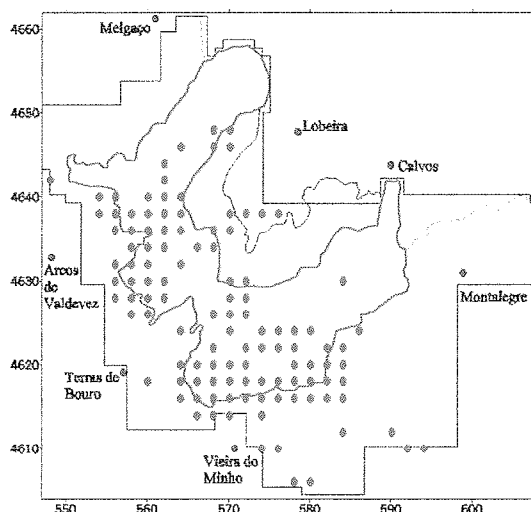 4660
Melgaço
4650
Lobeira
Calvos
4640
Arcos
de
Valdevez
4630
Montalegre
4620
Terras de
Bouro
4610
Vieira do
Minho
550
560
570
580
590
600